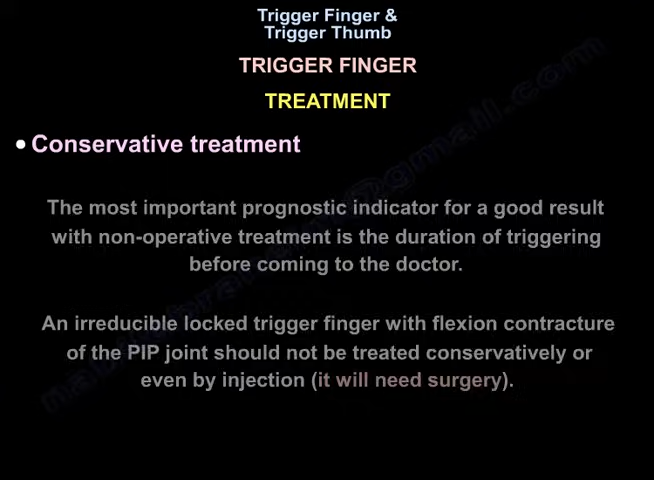 Trigger Finger &
Trigger Thumb
TRIGGER FINGER
TREATMENT
• Conservative treatment
The most important prognostic indicator for a good result
with non-operative treatment is the duration of triggering
before coming to the doctor.
An irreducible locked trigger finger with flexion contracture
of the PIP joint should not be treated conservatively or
even by injection (it will need surgery).